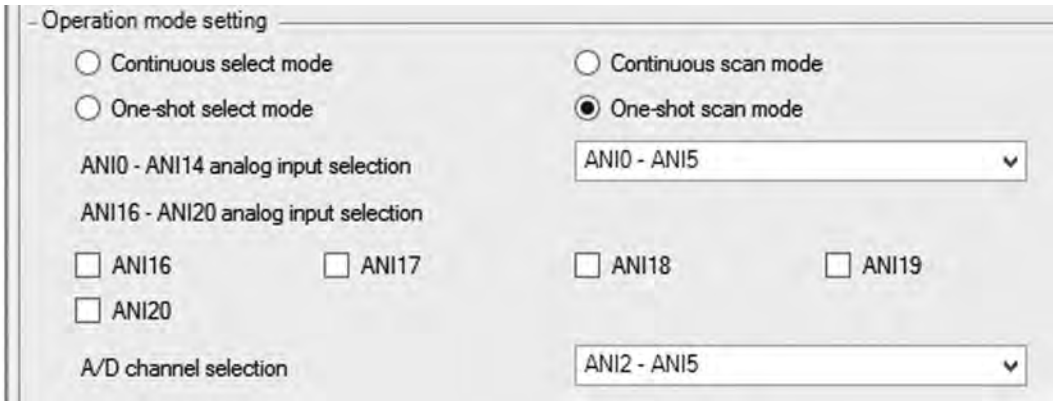 Operation mode setting
Continuous select mode Continuous scan mode
One-shot select mode One-shot scan mode
ANI0 - ANI14 analog input selection ANI0 - ANI5
ANI16 - ANI20 analog input selection
ANI16 ANI17 ANI18 ANI19
ANI20
A/D channel selection ANI2 - ANI5